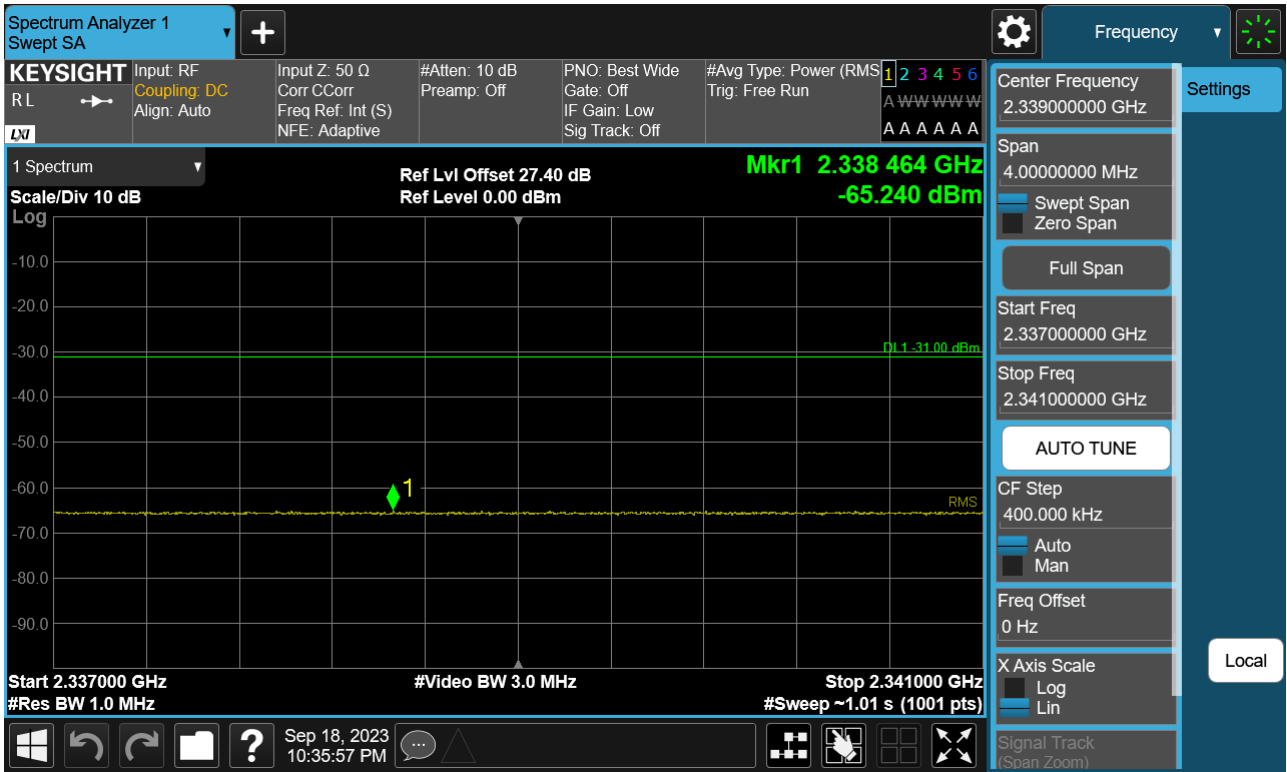 Spectrum Analyzer 1
Swept SA
+
Frequency
KEYSIGHT
R L
LXI
Input: RF
Coupling: DC
Align: Auto
Input Z: 50 Ω
Corr CCorr
Freq Ref: Int (S)
NFE: Adaptive
#Atten: 10 dB
Preamp: Off
PNO: Best Wide
Gate: Off
IF Gain: Low
Sig Track: Off
#Avg Type: Power (RMS
Trig: Free Run
1 2 3 4 5 6
A W W W W W
A A A A A A
1 Spectrum
Scale/Div 10 dB
Log
Ref Lvl Offset 27.40 dB
Ref Level 0.00 dBm
Mkr1 2.338 464 GHz
-65.240 dBm
-10.0
-20.0
-30.0
DL1 -31.00 dBm
-40.0
-50.0
-60.0
1
RMS
-70.0
-80.0
-90.0
Start 2.337000 GHz
#Res BW 1.0 MHz
#Video BW 3.0 MHz
Stop 2.341000 GHz
#Sweep ~1.01 s (1001 pts)
Center Frequency
2.339000000 GHz
Span
4.00000000 MHz
Swept Span
Zero Span
Full Span
Start Freq
2.337000000 GHz
Stop Freq
2.341000000 GHz
AUTO TUNE
CF Step
400.000 kHz
Auto
Man
Freq Offset
0 Hz
X Axis Scale
Log
Lin
Signal Track
(Span Zoom)
Settings
Local
?
Sep 18, 2023
10:35:57 PM
...